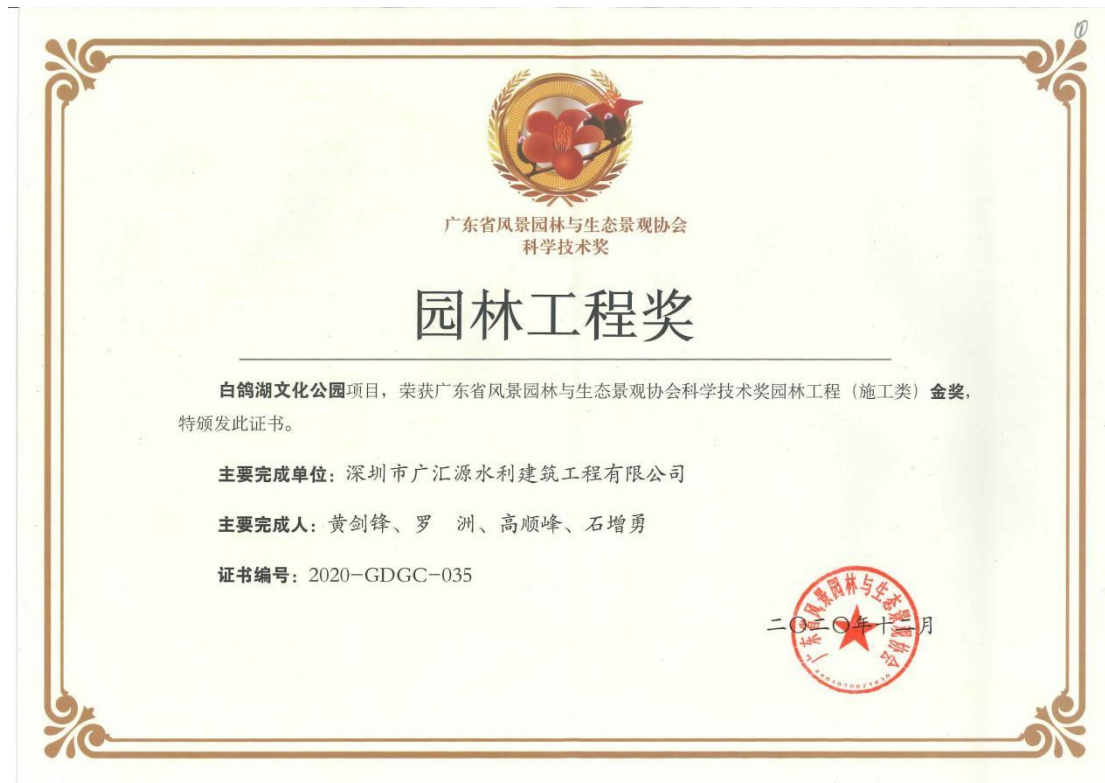 ①
广东省风景园林与生态景观协会
科学技术奖
园林工程奖
白鸽湖文化公园项目，荣获广东省风景园林与生态景观协会科学技术奖园林工程（施工类）金奖，
特颁发此证书。
主要完成单位：深圳市广汇源水利建筑工程有限公司
主要完成人：黄剑锋、罗　洲、高顺峰、石增勇
证书编号：2020-GDGC-035
二〇二〇年十二月
广东省风景园林与生态景观协会